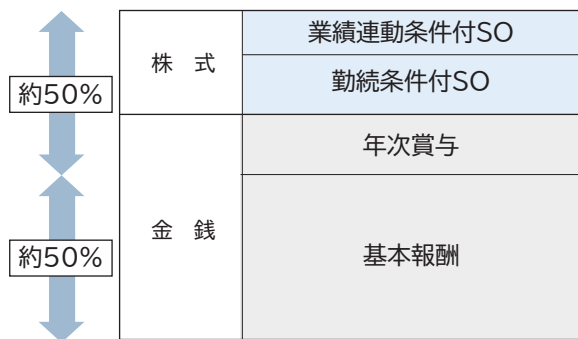 約50%
約50%
株　式
業績連動条件付SO
勤続条件付SO
金　銭
年次賞与
基本報酬